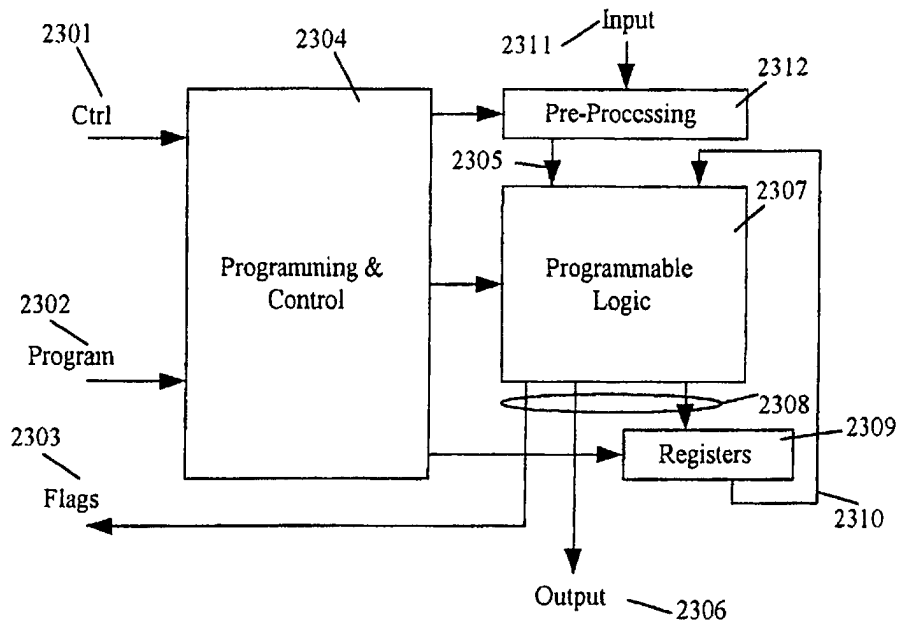 2301
2304
Input
2311
2312
Ctrl
Pre-Processing
2305
2307
Programming &
Control
Programmable
Logic
2302
Program
2308
2303
2309
Registers
Flags
2310
Output
2306